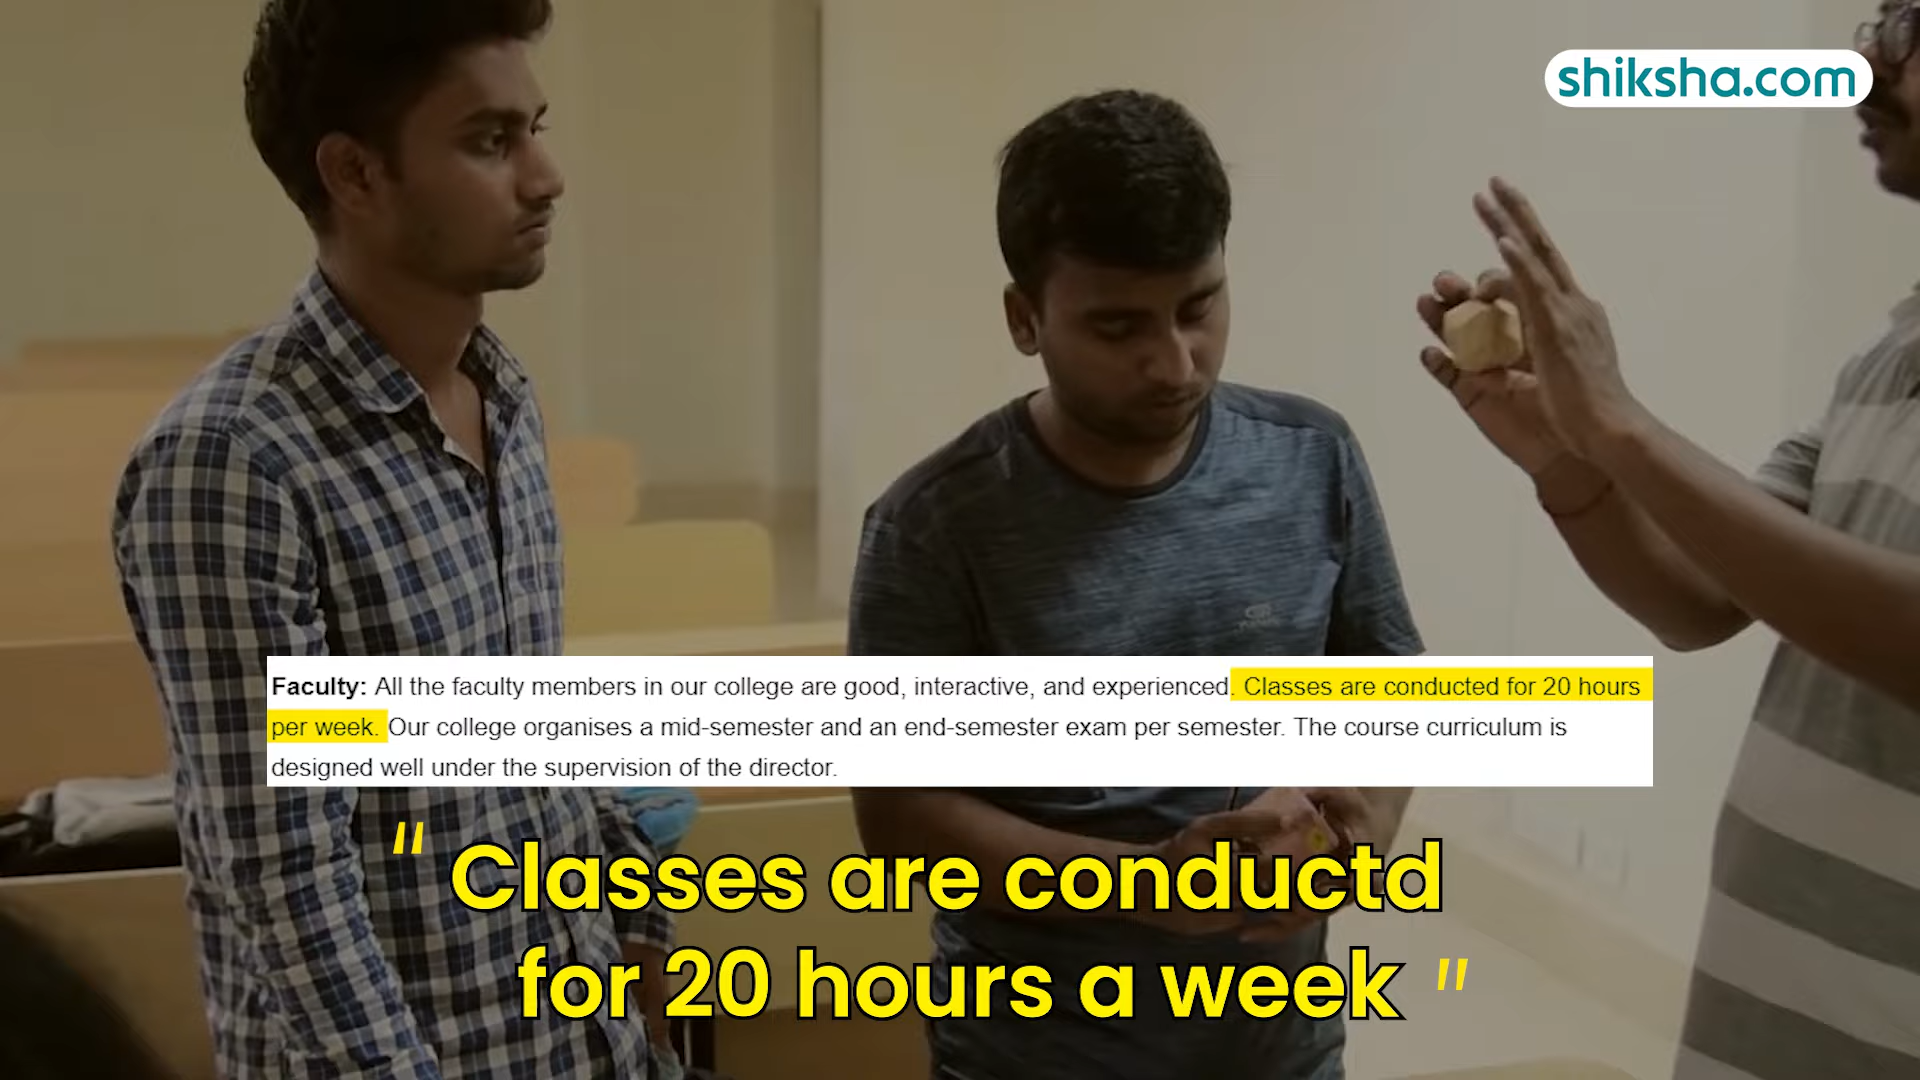 shiksha.com
Faculty: All the faculty members in our college are good, interactive, and experienced. Classes are conducted for 20 hours
per week. Our college organises a mid-semester and an end-semester exam per semester. The course curriculum is
designed well under the supervision of the director.
" Classes are conductd
for 20 hours a week "